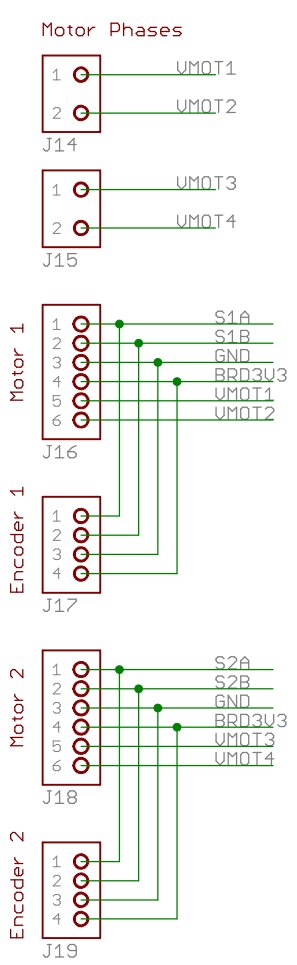 Motor Phases
1 VMOT1
2 VMOT2
J14
1 VMOT3
2 VMOT4
J15
Motor 1
1 S1A
2 S1B
3 GND
4 BRD3V3
5 VMOT1
6 VMOT2
J16
Encoder 1
1
2
3
4
J17
Motor 2
1 S2A
2 S2B
3 GND
4 BRD3V3
5 VMOT3
6 VMOT4
J18
Encoder 2
1
2
3
4
J19